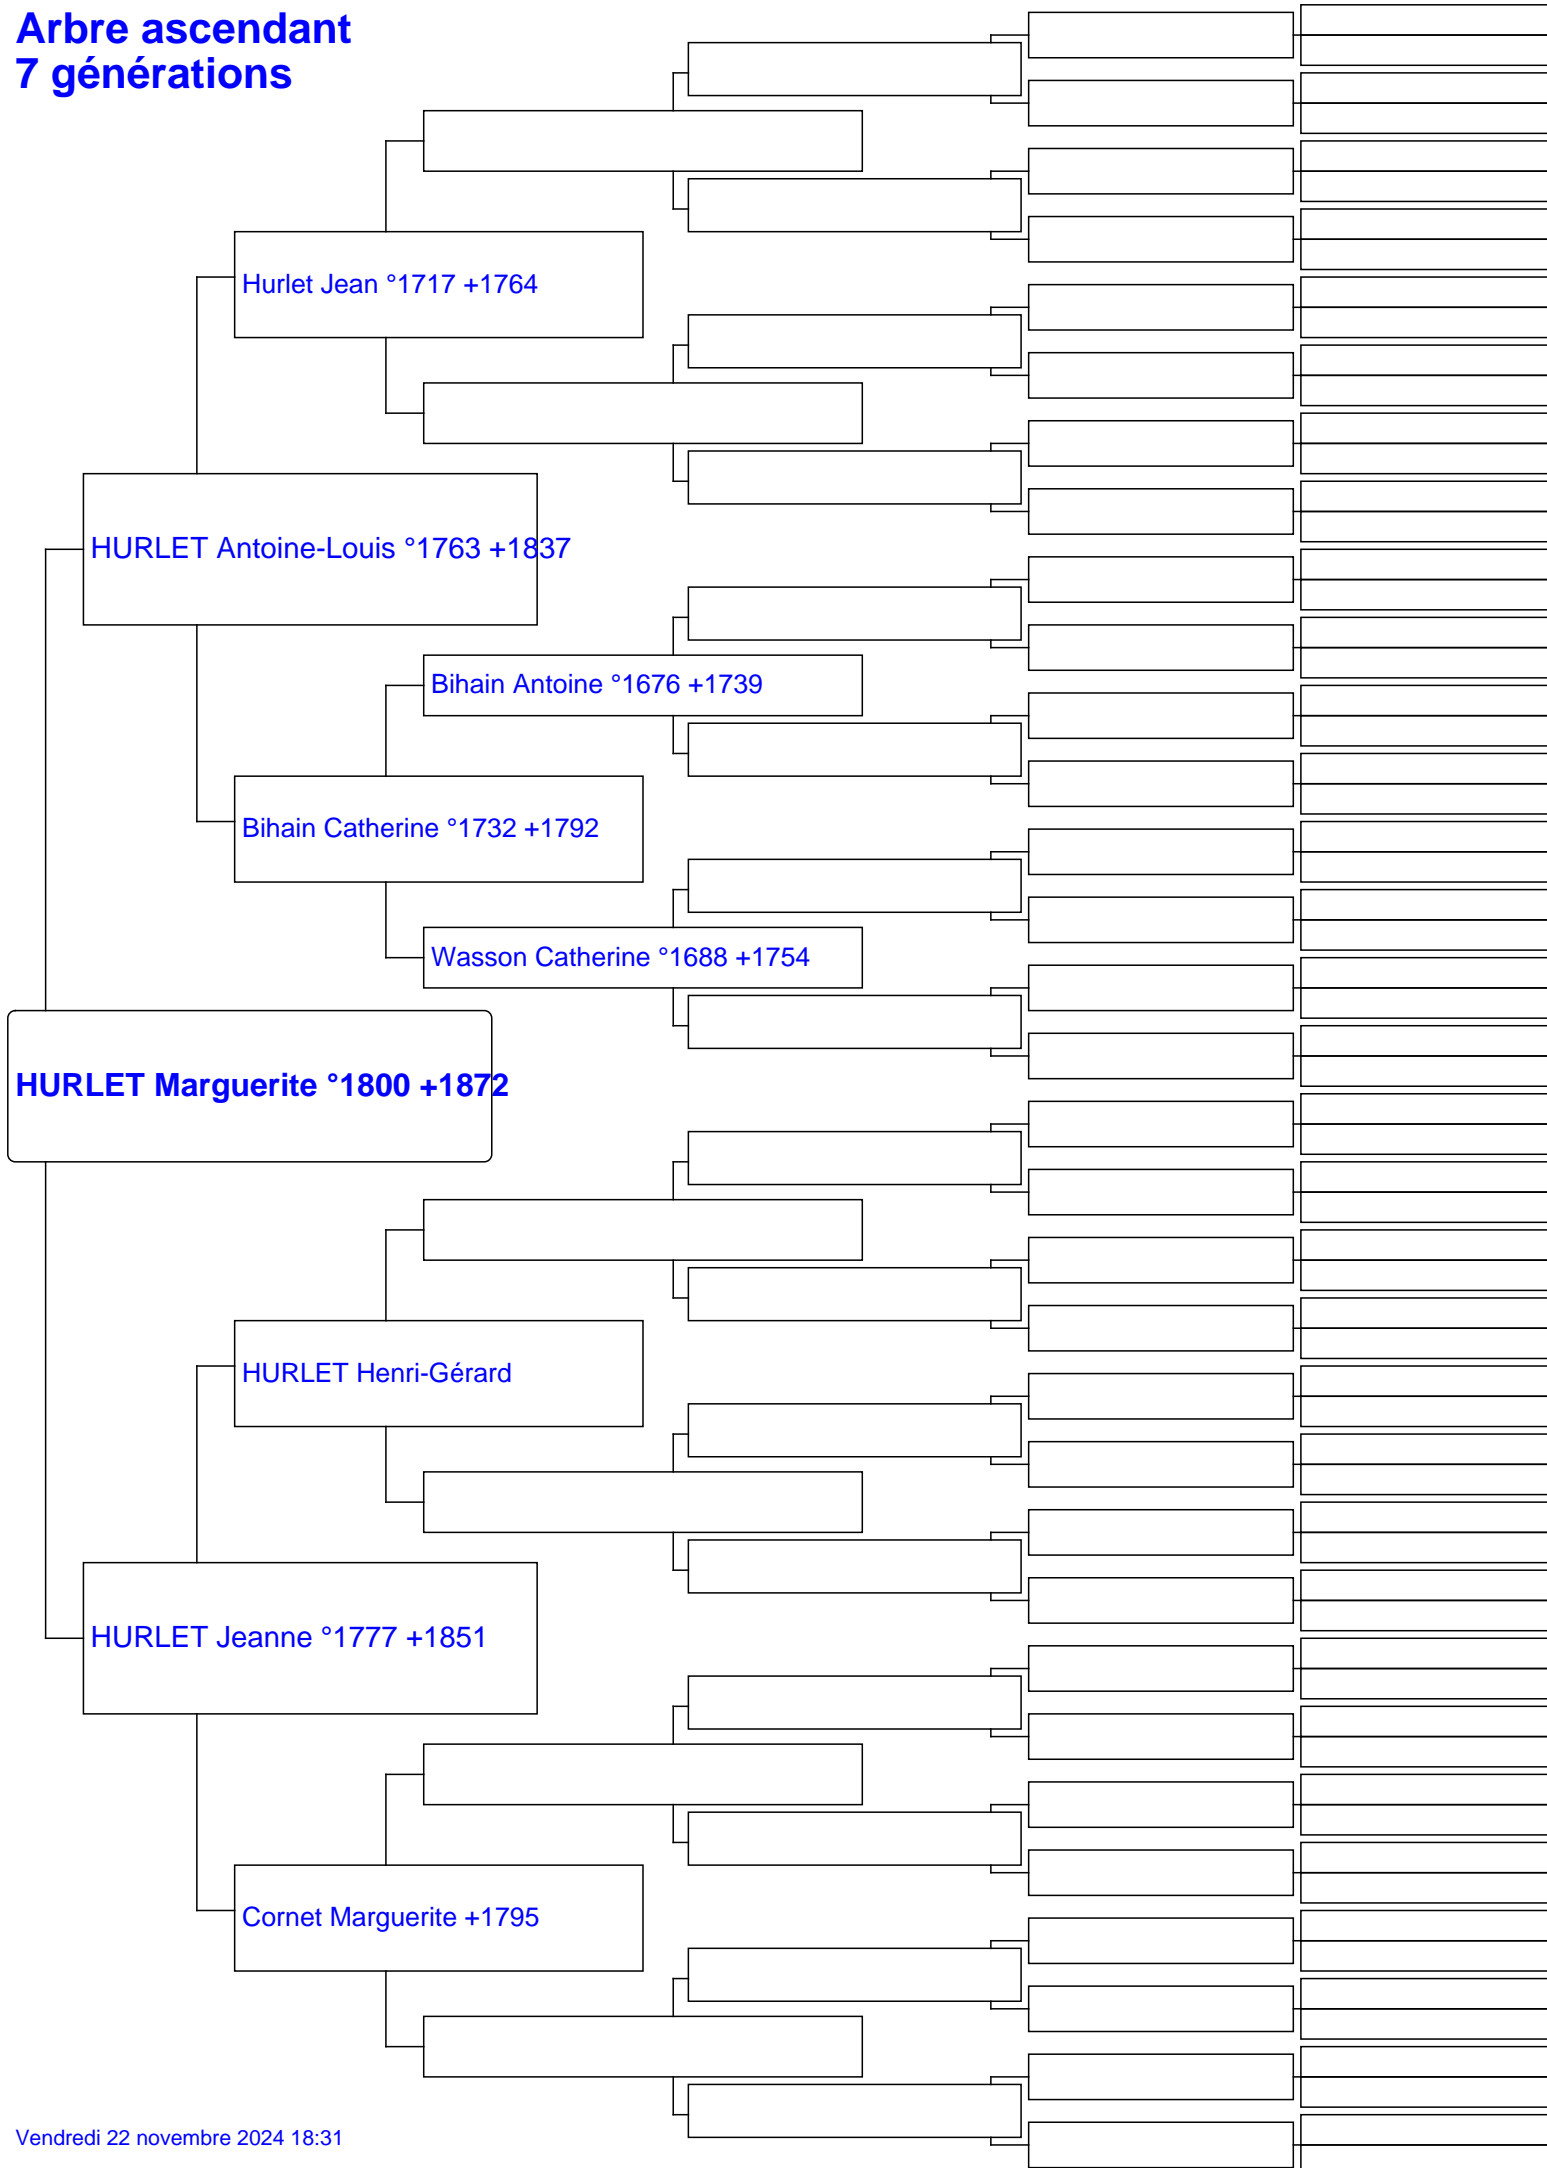 Arbre ascendant
7 générations
Hurlet Jean °1717 +1764
HURLET Antoine-Louis °1763 +1837
Bihain Antoine °1676 +1739
Bihain Catherine °1732 +1792
Wasson Catherine °1688 +1754
HURLET Marguerite °1800 +1872
HURLET Henri-Gérard
HURLET Jeanne °1777 +1851
Cornet Marguerite +1795
Vendredi 22 novembre 2024 18:31